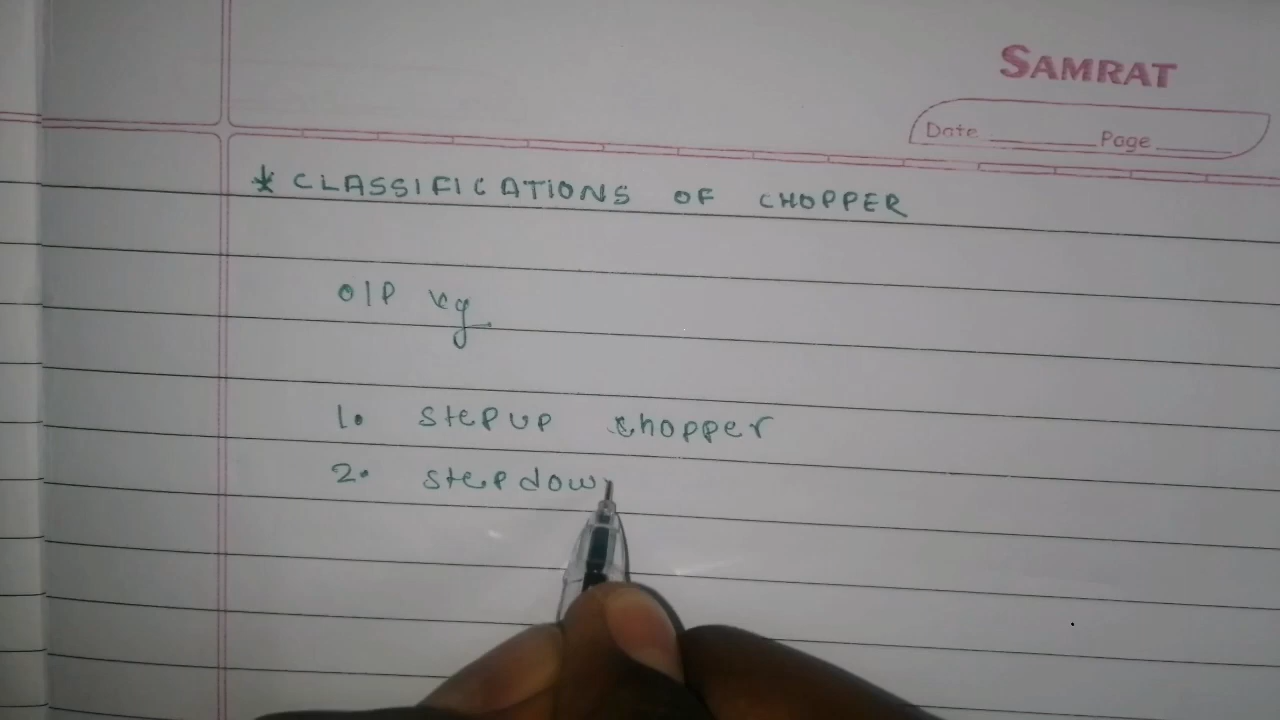 SAMRAT
Date Page
* CLASSIFICATIONS OF CHOPPER
O/P Vg
1. Stepup chopper
2. Stepdow